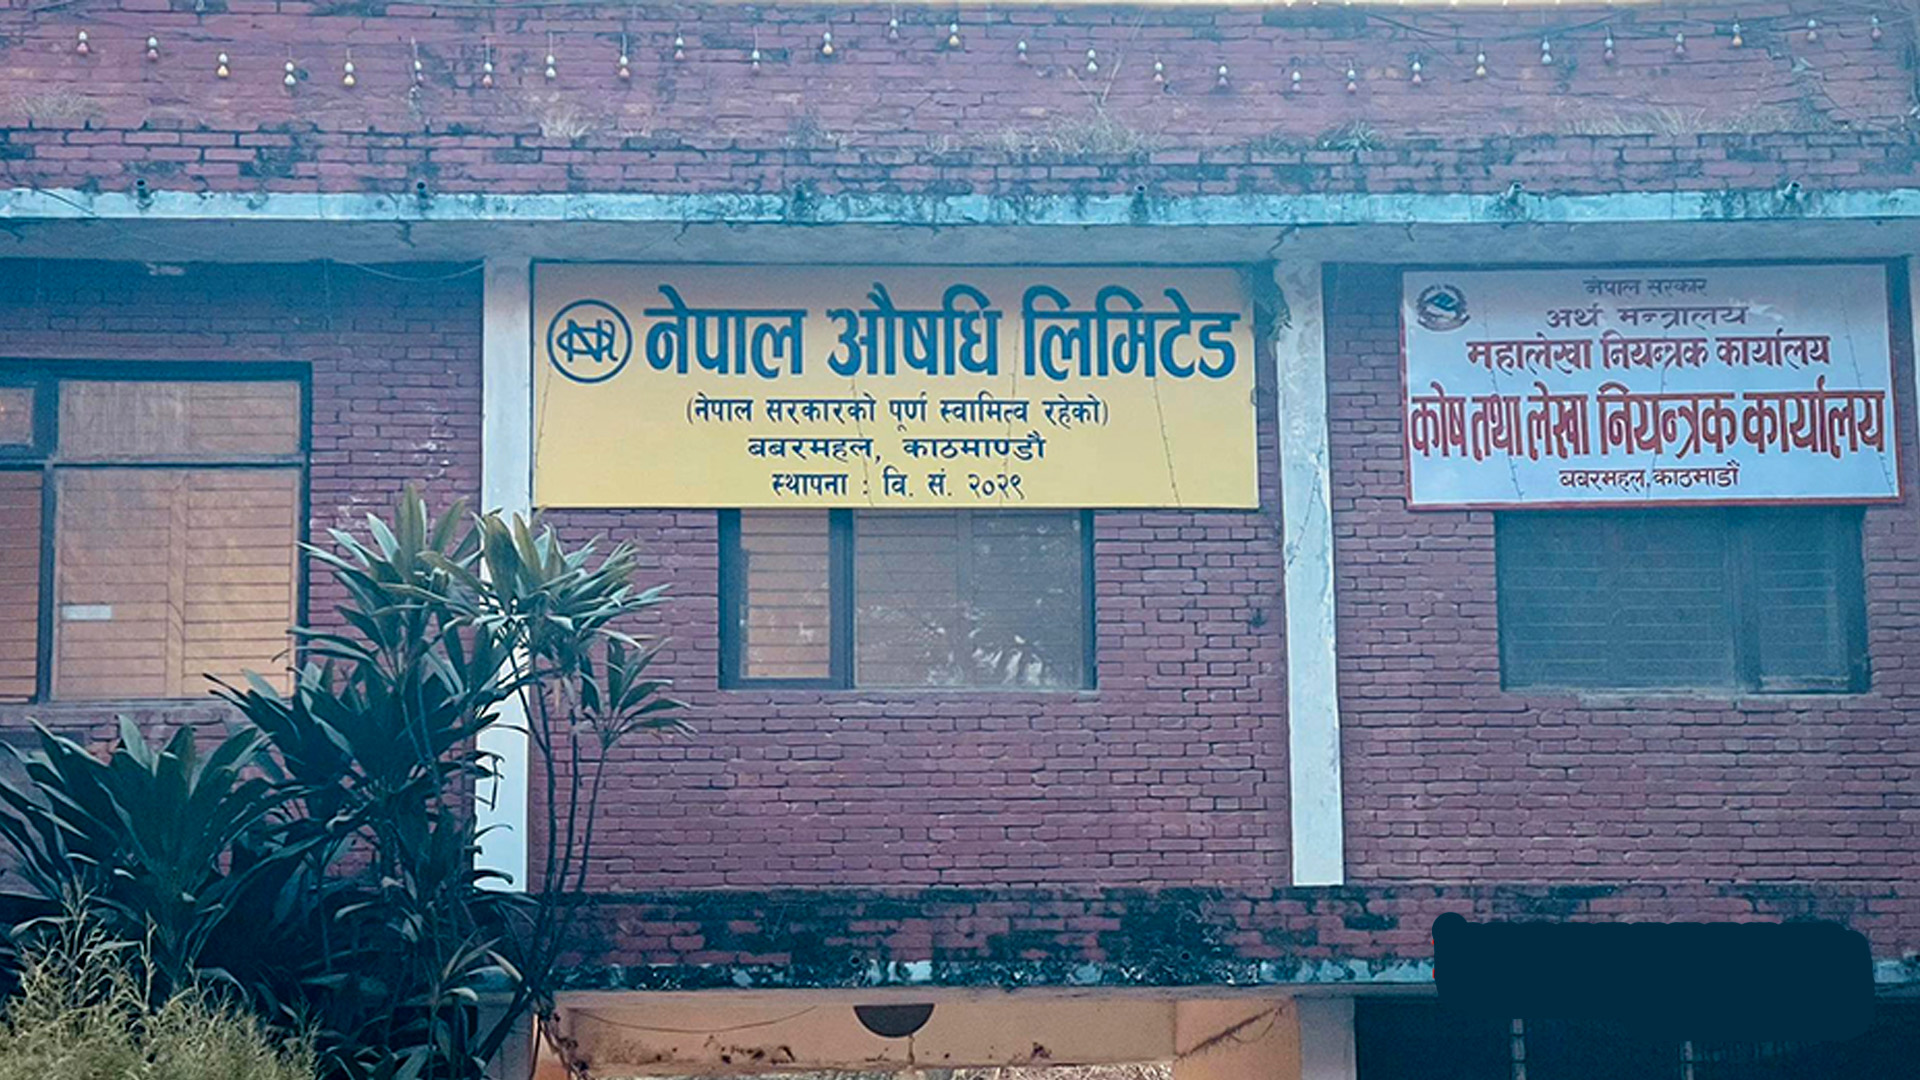 नेपाल औषधि लिमिटेड
(नेपाल सरकारको पूर्ण स्वामित्व रहेको)
बबरमहल, काठमाण्डौ
स्थापना : वि. सं. २०२९
नेपाल सरकार
अर्थ मन्त्रालय
महालेखा नियन्त्रक कार्यालय
कोष तथा लेखा नियन्त्रक कार्यालय
बबरमहल,काठमाडौं